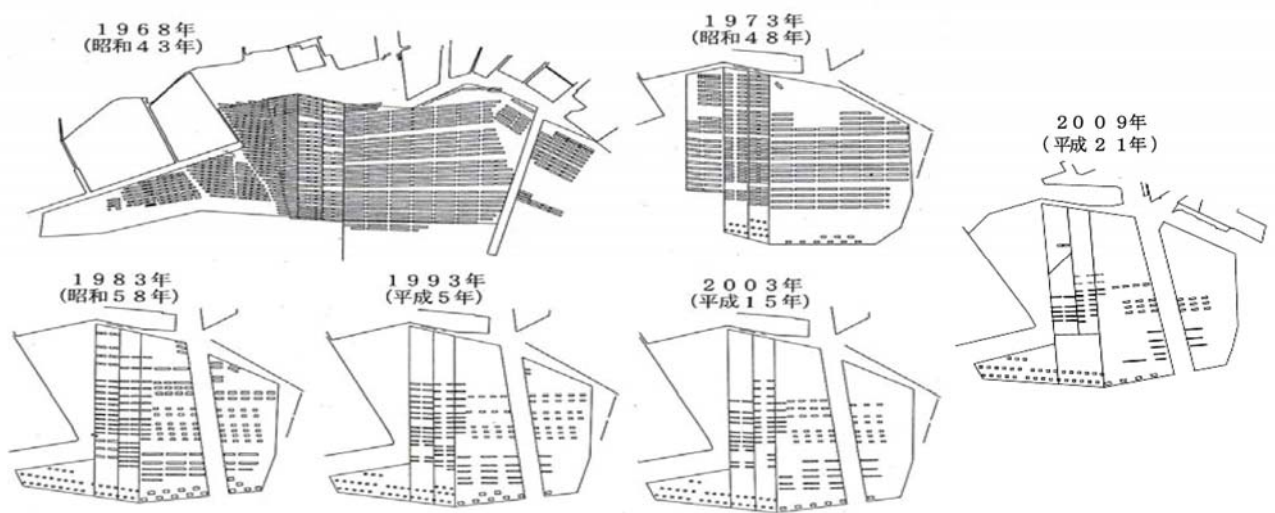 １９６８年
(昭和４３年)
１９７３年
(昭和４８年)
２００９年
(平成２１年)
１９８３年
(昭和５８年)
１９９３年
(平成５年)
２００３年
(平成１５年)